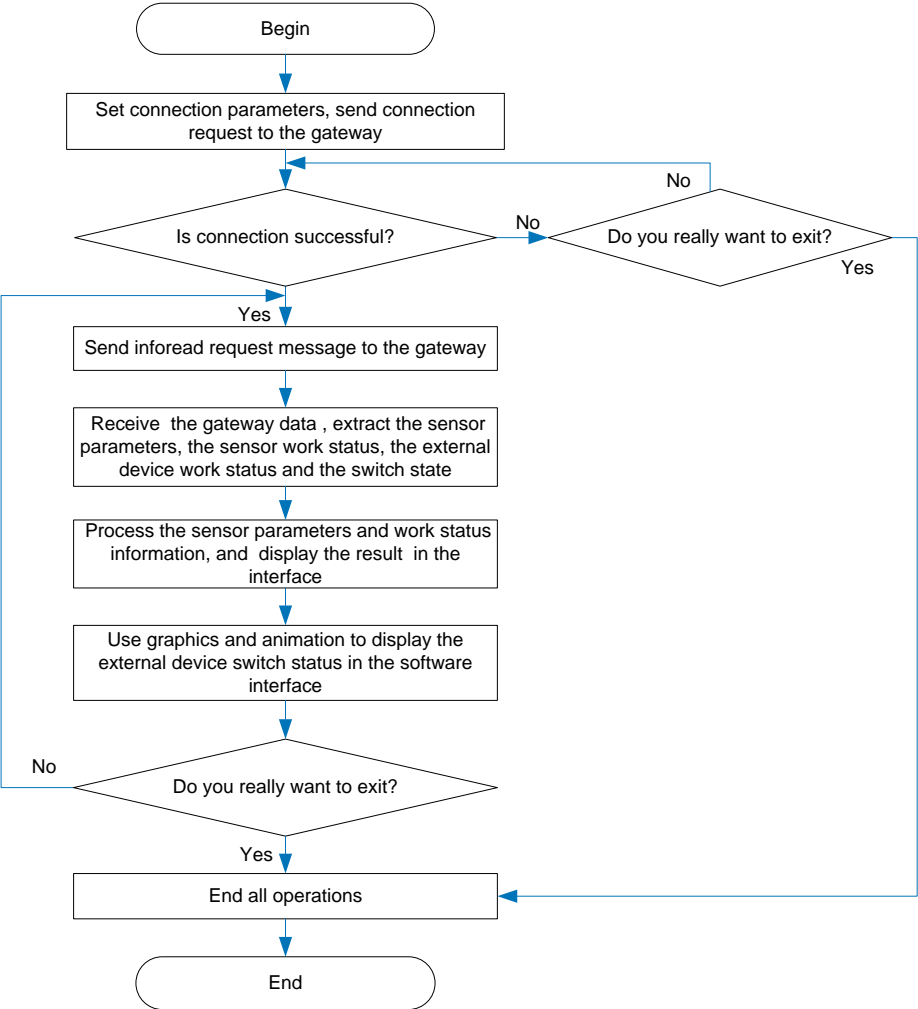 Begin
Set connection parameters, send connection
request to the gateway
No
Is connection successful?
No
Do you really want to exit?
Yes
Yes
Send inforead request message to the gateway
Receive the gateway data , extract the sensor
parameters, the sensor work status, the external
device work status and the switch state
Process the sensor parameters and work status
information, and display the result in the
interface
Use graphics and animation to display the
external device switch status in the software
interface
No
Do you really want to exit?
Yes
End all operations
End